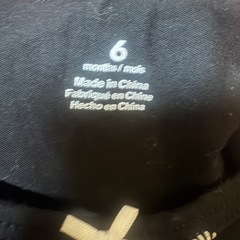 6
months / mois
Made in China
Fabriqué en Chine
Hecho en China